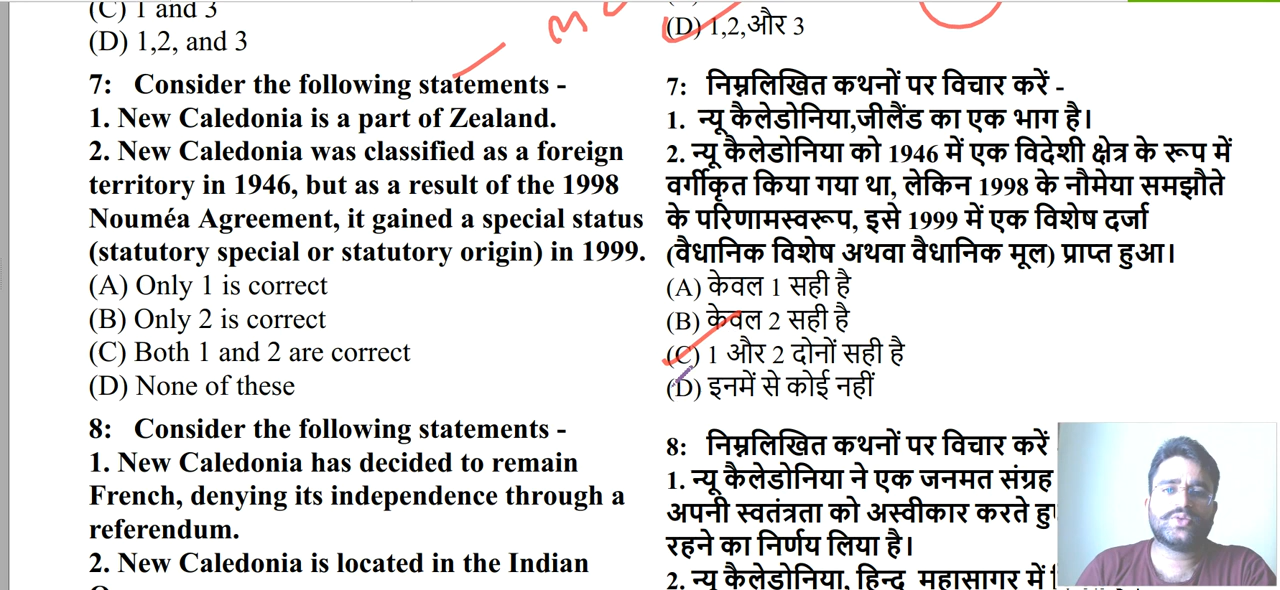 (C) 1 and 3
(D) 1,2, and 3
7: Consider the following statements -
1. New Caledonia is a part of Zealand.
2. New Caledonia was classified as a foreign
territory in 1946, but as a result of the 1998
Nouméa Agreement, it gained a special status
(statutory special or statutory origin) in 1999.
(A) Only 1 is correct
(B) Only 2 is correct
(C) Both 1 and 2 are correct
(D) None of these
8: Consider the following statements -
1. New Caledonia has decided to remain
French, denying its independence through a
referendum.
2. New Caledonia is located in the Indian
(D) 1,2,और 3
7: निम्नलिखित कथनों पर विचार करें -
1. न्यू कैलेडोनिया,जीलैंड का एक भाग है।
2. न्यू कैलेडोनिया को 1946 में एक विदेशी क्षेत्र के रूप में
वर्गीकृत किया गया था, लेकिन 1998 के नौमेया समझौते
के परिणामस्वरूप, इसे 1999 में एक विशेष दर्जा
(वैधानिक विशेष अथवा वैधानिक मूल) प्राप्त हुआ।
(A) केवल 1 सही है
(B) केवल 2 सही है
(C) 1 और 2 दोनों सही है
(D) इनमें से कोई नहीं
8: निम्नलिखित कथनों पर विचार करें
1. न्यू कैलेडोनिया ने एक जनमत संग्रह
अपनी स्वतंत्रता को अस्वीकार करते
रहने का निर्णय लिया है।
2. न्यू कैलेडोनिया, हिन्द महासागर में